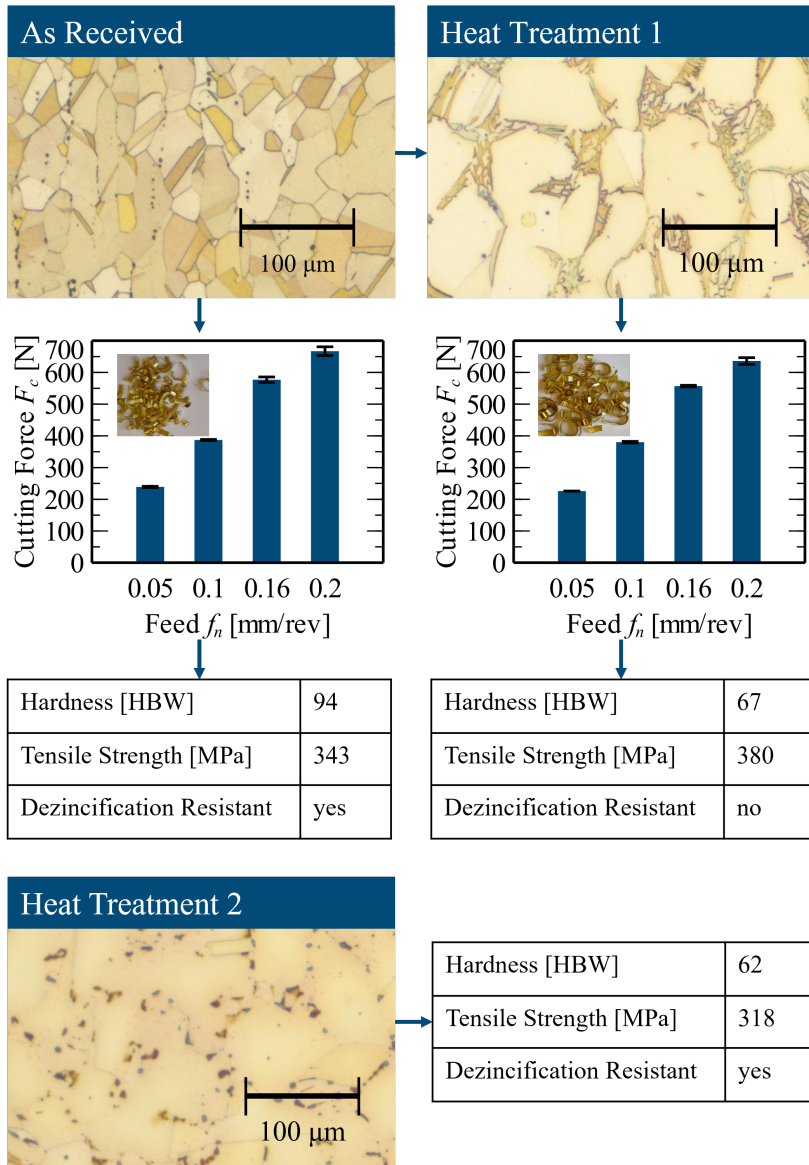 As Received
100 μm
Heat Treatment 1
100 μm
Cutting Force Fc [N]
700
600
500
400
300
200
100
0
0.05 0.1 0.16 0.2
Feed fn [mm/rev]
Cutting Force Fc [N]
700
600
500
400
300
200
100
0
0.05 0.1 0.16 0.2
Feed fn [mm/rev]
Hardness [HBW] 94
Tensile Strength [MPa] 343
Dezincification Resistant yes
Hardness [HBW] 67
Tensile Strength [MPa] 380
Dezincification Resistant no
Heat Treatment 2
100 μm
Hardness [HBW] 62
Tensile Strength [MPa] 318
Dezincification Resistant yes